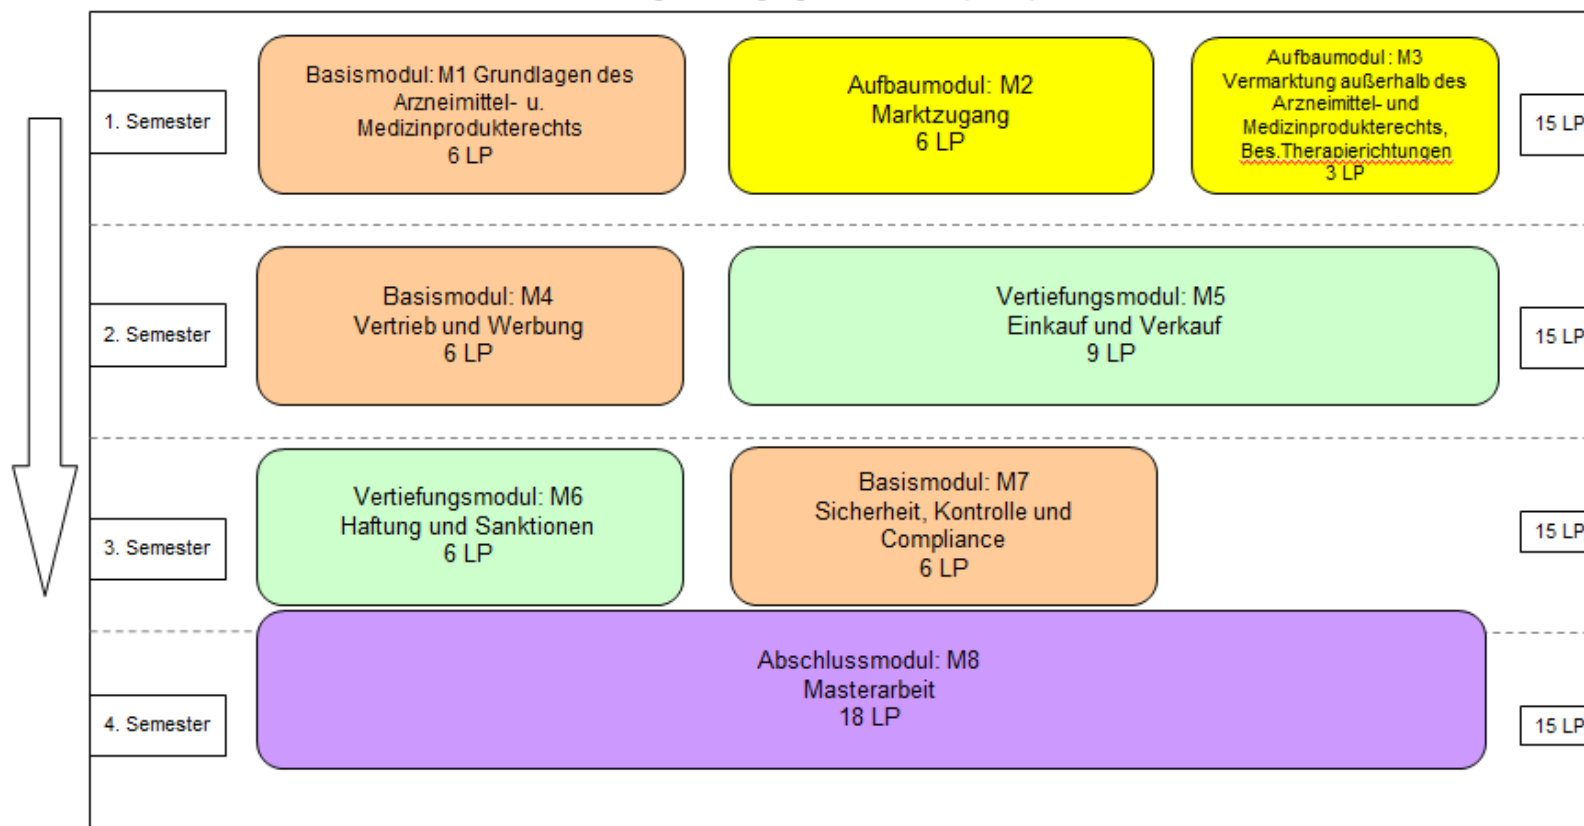 1. Semester
Basismodul: M1 Grundlagen des
Arzneimittel- u.
Medizinprodukterechts
6 LP
Aufbaumodul: M2
Marktzugang
6 LP
Aufbaumodul: M3
Vermarktung außerhalb des
Arzneimittel- und
Medizinprodukterechts,
Bes.Therapierichtungen
3 LP
15 LP
2. Semester
Basismodul: M4
Vertrieb und Werbung
6 LP
Vertiefungsmodul: M5
Einkauf und Verkauf
9 LP
15 LP
3. Semester
Vertiefungsmodul: M6
Haftung und Sanktionen
6 LP
Basismodul: M7
Sicherheit, Kontrolle und
Compliance
6 LP
15 LP
4. Semester
Abschlussmodul: M8
Masterarbeit
18 LP
15 LP